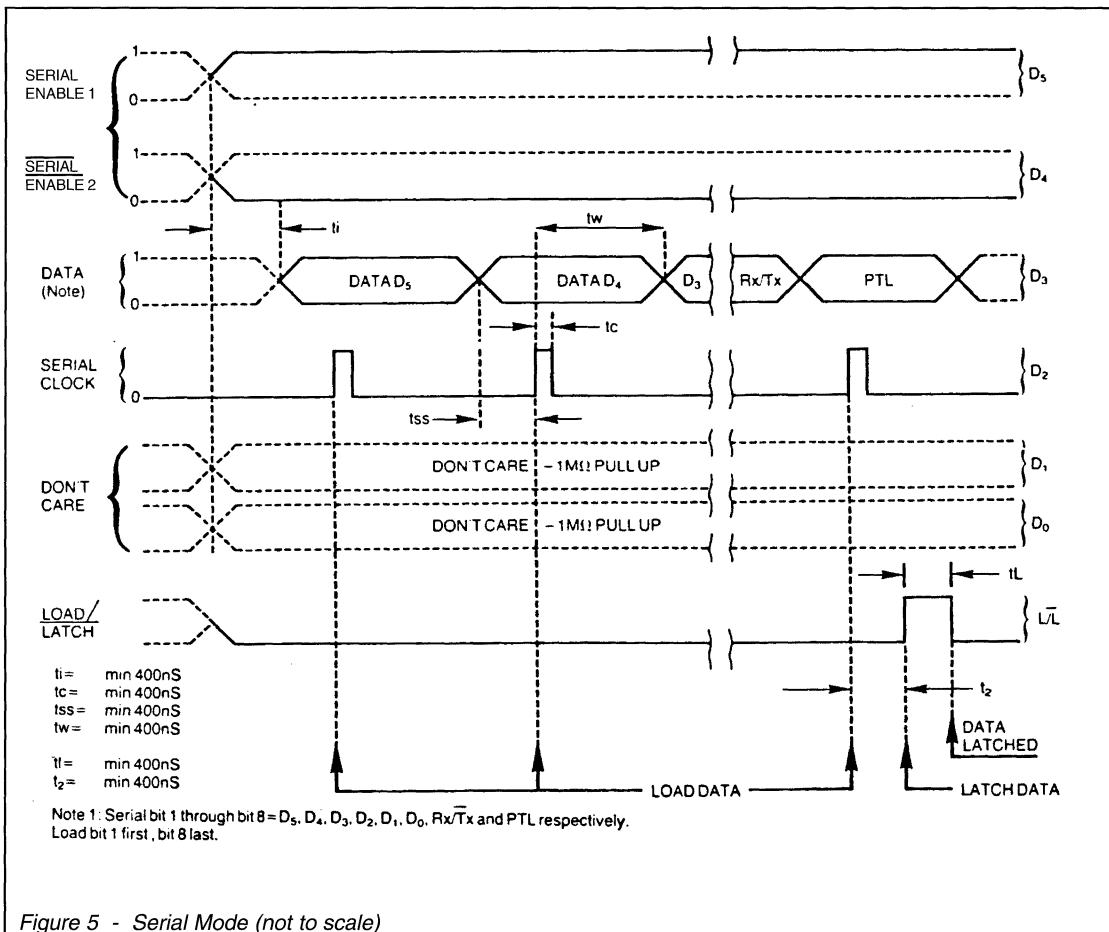 SERIAL
ENABLE 1
1
0
D₅
SERIAL
ENABLE 2
1
0
D₄
ti
tw
DATA
(Note)
1
0
DATA D₅
DATA D₄
D₃
Rx/Tx
PTL
D₃
tc
SERIAL
CLOCK
0
D₂
tss
DON'T
CARE
DON'T CARE – 1MΩ PULL UP
D₁
DON'T CARE – 1MΩ PULL UP
D₀
tL
LOAD/
LATCH
L/L̅
ti= min 400nS
tc= min 400nS
tss= min 400nS
tw= min 400nS
tl= min 400nS
t₂= min 400nS
t₂
DATA
LATCHED
LOAD DATA
LATCH DATA
Note 1: Serial bit 1 through bit 8 = D₅, D₄, D₃, D₂, D₁, D₀, Rx/T̅x and PTL respectively.
Load bit 1 first, bit 8 last.
Figure 5 - Serial Mode (not to scale)